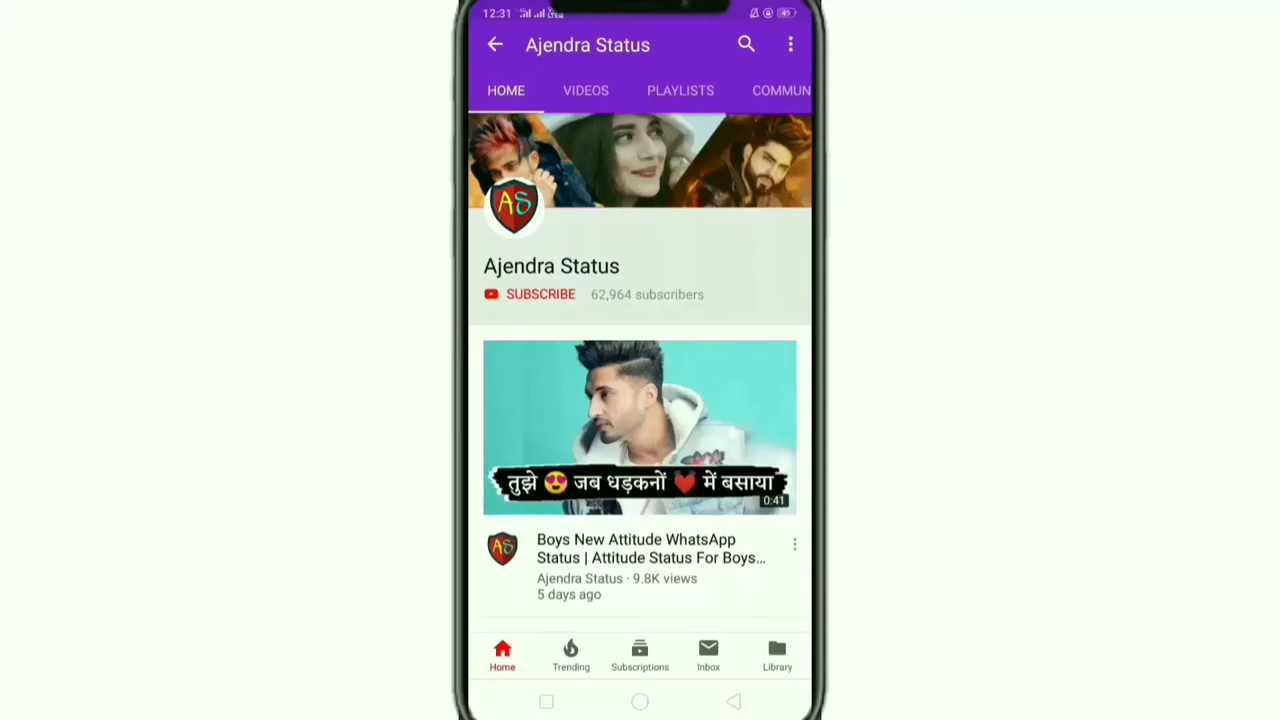 12:31
49
Ajendra Status
HOME VIDEOS PLAYLISTS COMMUN
AS
Ajendra Status
SUBSCRIBE 62,964 subscribers
तुझे 😍 जब धड़कनों ❤️ में बसाया
0:41
AS
Boys New Attitude WhatsApp
Status | Attitude Status For Boys...
Ajendra Status · 9.8K views
5 days ago
Home Trending Subscriptions Inbox Library